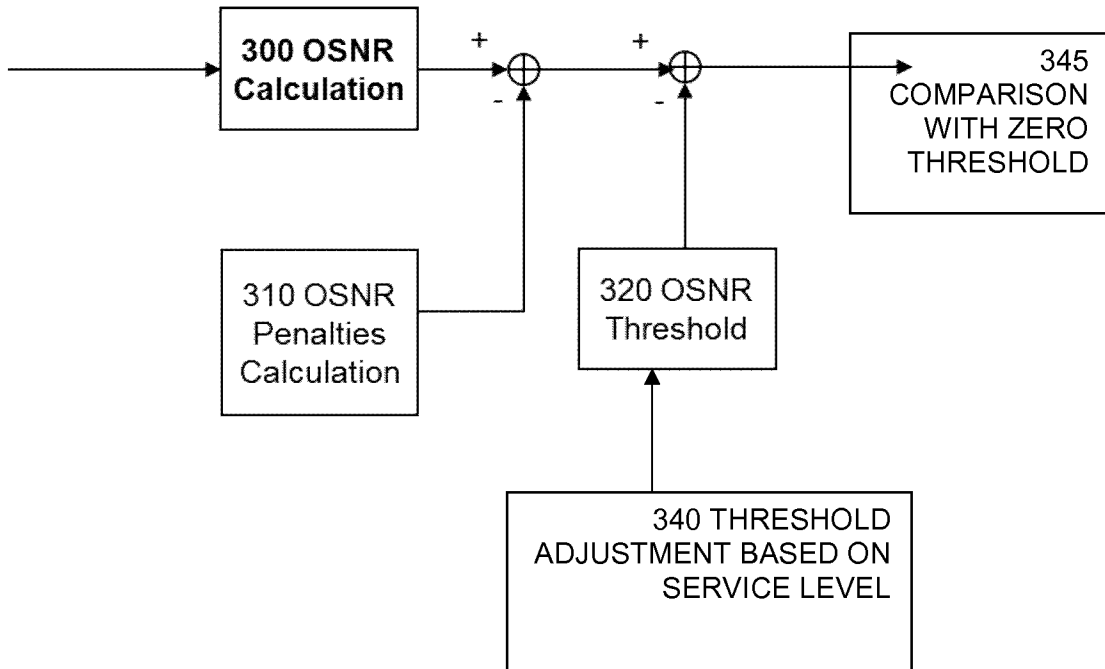 300 OSNR
Calculation
+
-
+
-
345
COMPARISON
WITH ZERO
THRESHOLD
310 OSNR
Penalties
Calculation
320 OSNR
Threshold
340 THRESHOLD
ADJUSTMENT BASED ON
SERVICE LEVEL